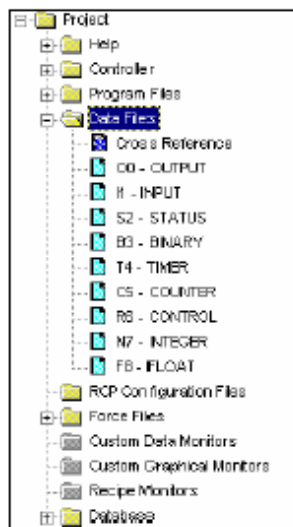 Project
Help
Controller
Program Files
Data Files
Cross Reference
O0 - OUTPUT
I1 - INPUT
S2 - STATUS
B3 - BINARY
T4 - TIMER
C5 - COUNTER
R6 - CONTROL
N7 - INTEGER
F8 - FLOAT
RCP Configuration Files
Force Files
Custom Data Monitors
Custom Graphical Monitors
Recipe Monitors
Database